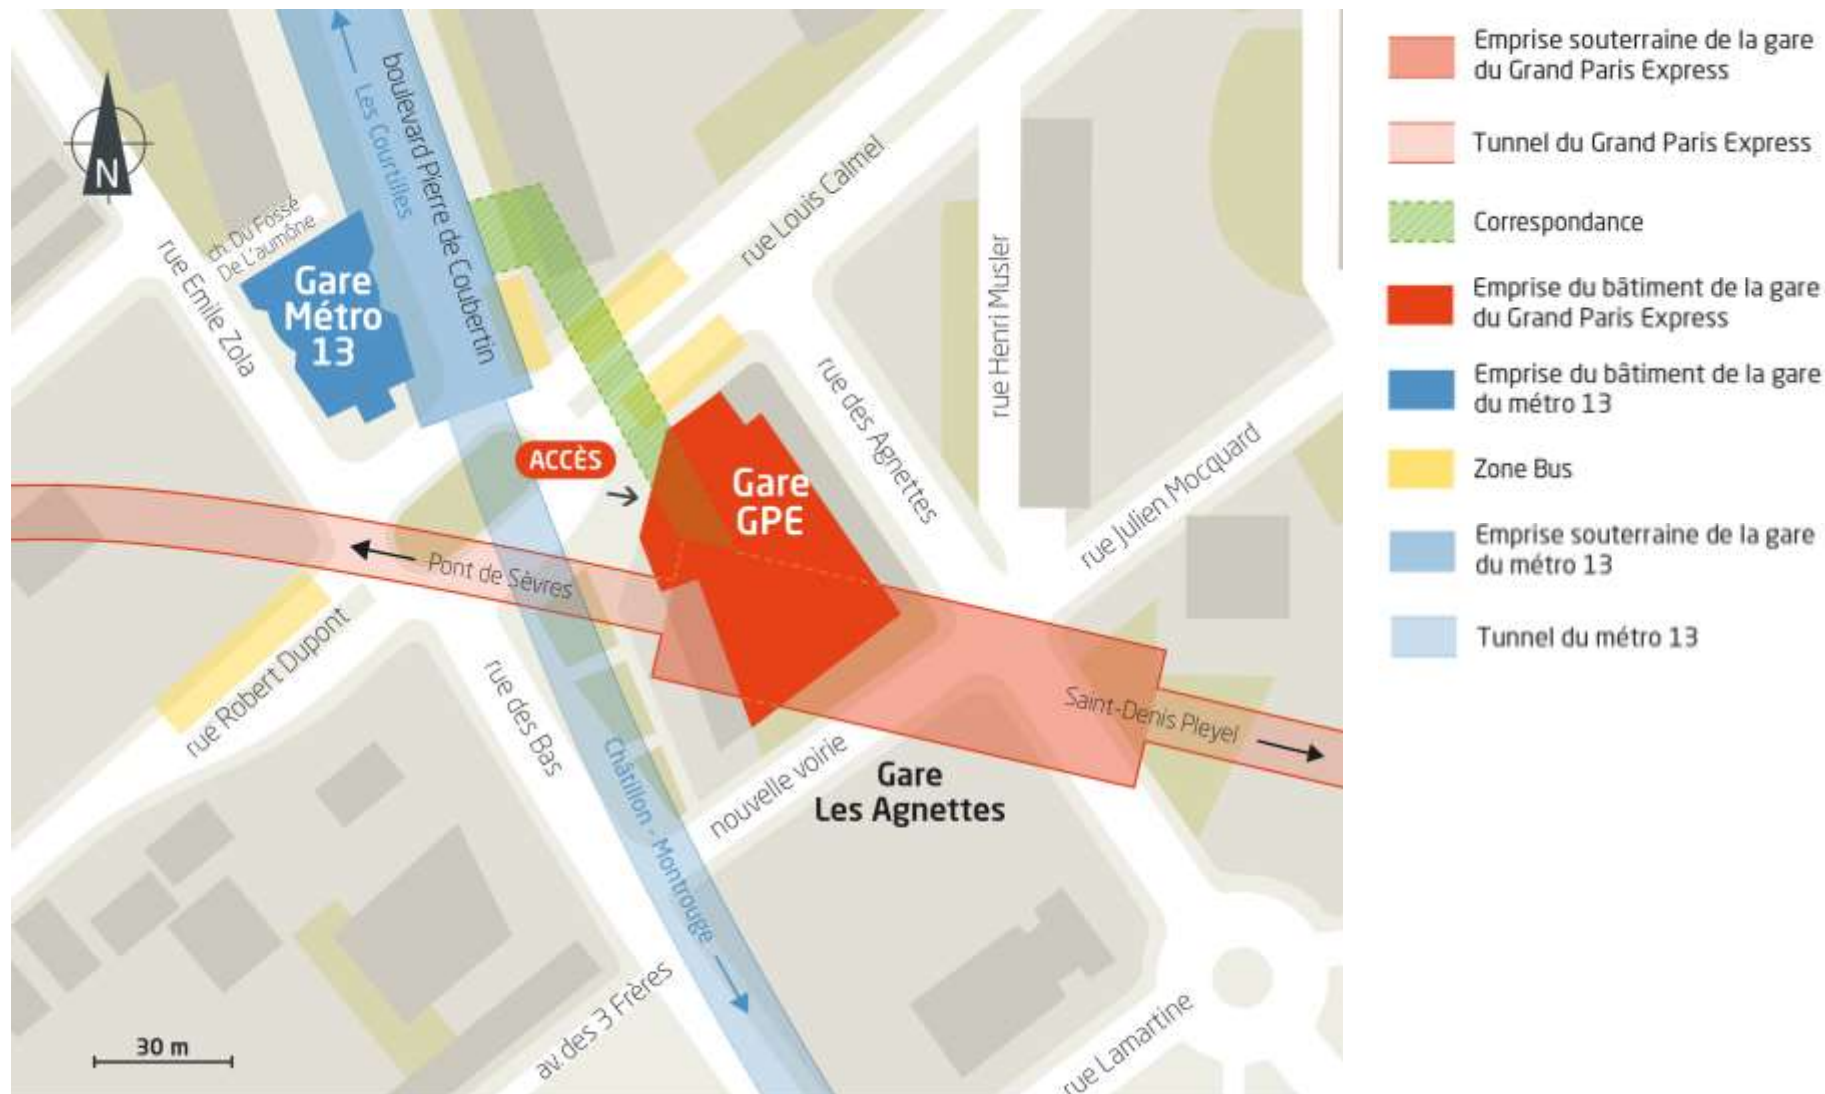 N
boulevard Pierre de Coubertin
Les Courtilles
ch. Du Fossé
De L'aumône
rue Emile Zola
Gare
Métro
13
rue Louis Calmel
rue Henri Musler
rue des Agnettes
rue Julien Mocquard
ACCÈS
Gare
GPE
Pont de Sèvres
rue Robert Dupont
rue des Bas
Saint-Denis Pleyel
nouvelle voirie
Gare
Les Agnettes
Châtillon - Montrouge
av. des 3 Frères
rue Lamartine
30 m
Emprise souterraine de la gare
du Grand Paris Express
Tunnel du Grand Paris Express
Correspondance
Emprise du bâtiment de la gare
du Grand Paris Express
Emprise du bâtiment de la gare
du métro 13
Zone Bus
Emprise souterraine de la gare
du métro 13
Tunnel du métro 13